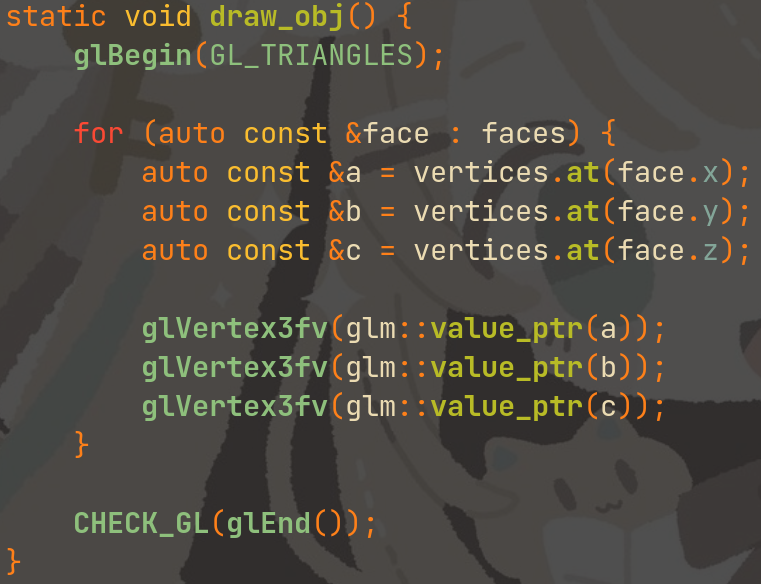 static void draw_obj() {
    glBegin(GL_TRIANGLES);

    for (auto const &face : faces) {
        auto const &a = vertices.at(face.x);
        auto const &b = vertices.at(face.y);
        auto const &c = vertices.at(face.z);

        glVertex3fv(glm::value_ptr(a));
        glVertex3fv(glm::value_ptr(b));
        glVertex3fv(glm::value_ptr(c));
    }

    CHECK_GL(glEnd());
}